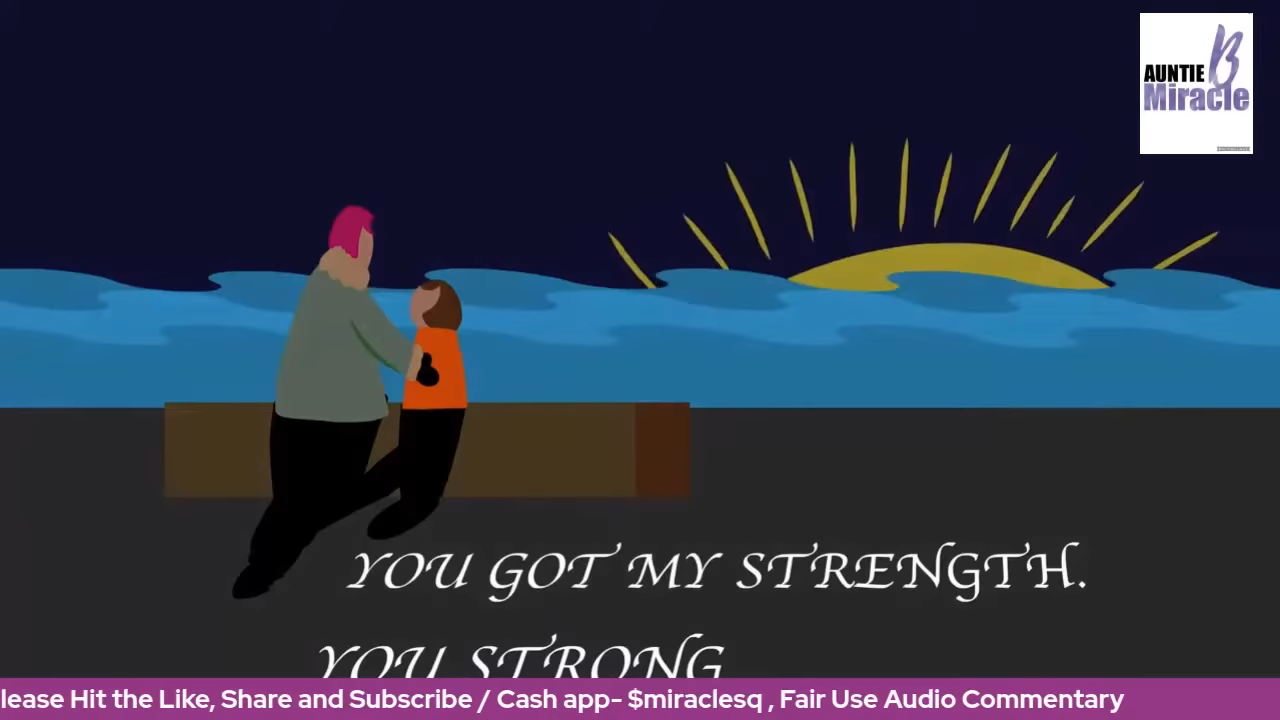 AUNTIE B
Miracle
YOU GOT MY STRENGTH.
YOU STRONG
lease Hit the Like, Share and Subscribe / Cash app- $miraclesq , Fair Use Audio Commentary